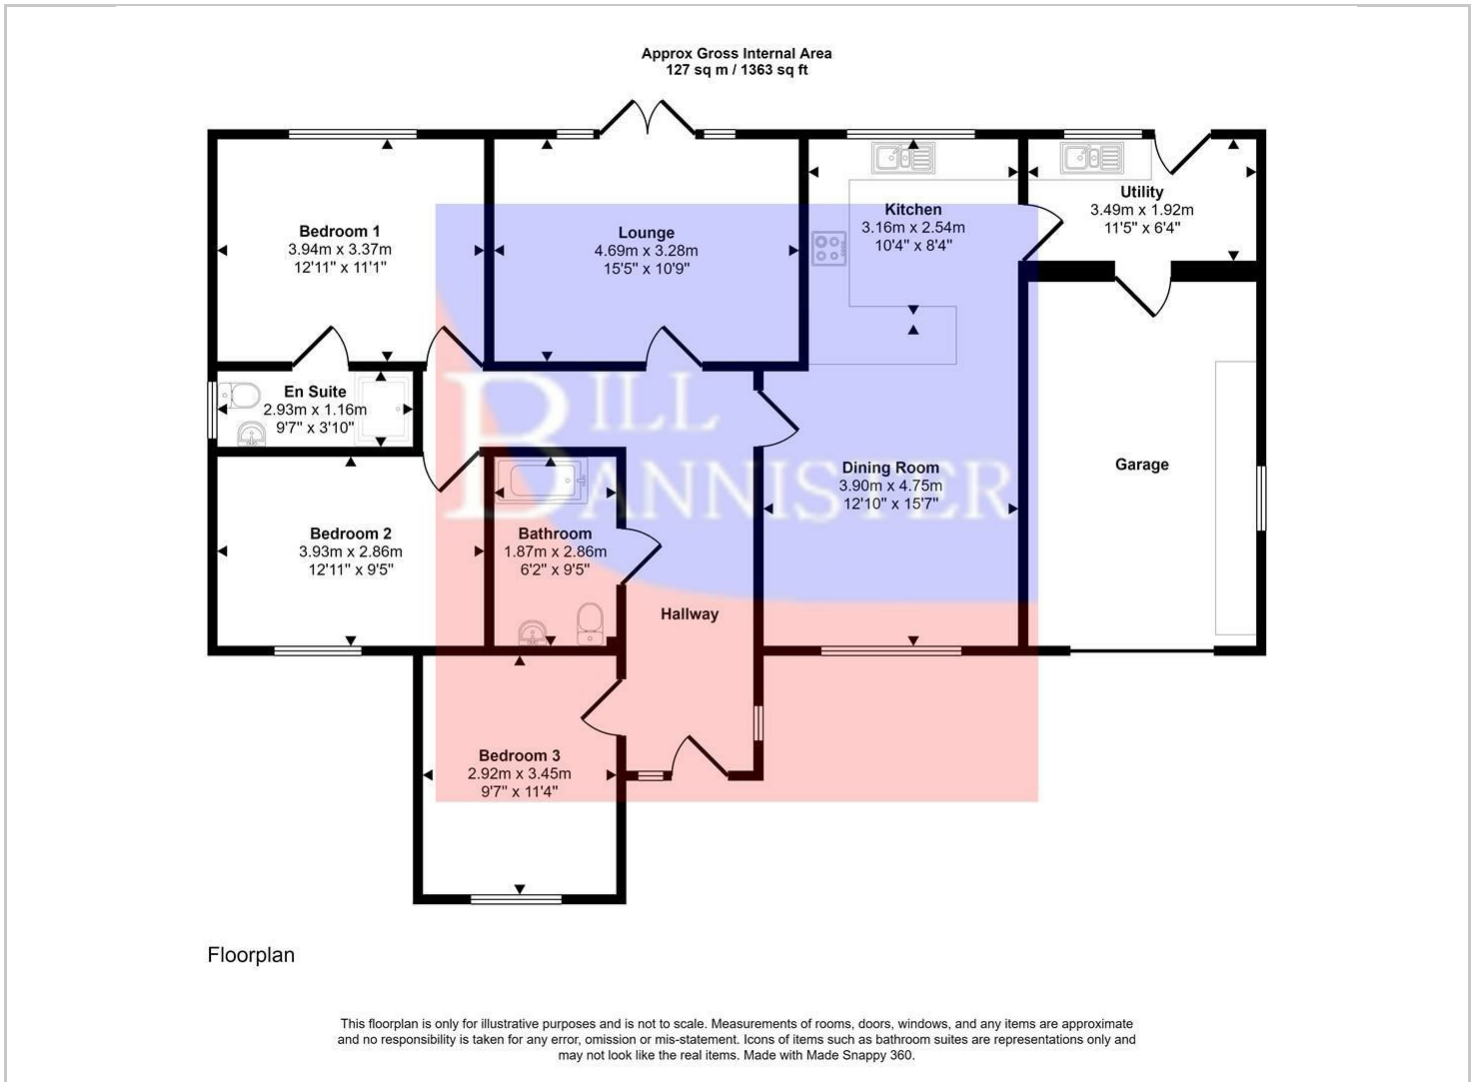 Approx Gross Internal Area
127 sq m / 1363 sq ft
Bedroom 1
3.94m x 3.37m
12'11" x 11'1"
Lounge
4.69m x 3.28m
15'5" x 10'9"
Kitchen
3.16m x 2.54m
10'4" x 8'4"
Utility
3.49m x 1.92m
11'5" x 6'4"
En Suite
2.93m x 1.16m
9'7" x 3'10"
BILL
BANNISTER
Dining Room
3.90m x 4.75m
12'10" x 15'7"
Garage
Bedroom 2
3.93m x 2.86m
12'11" x 9'5"
Bathroom
1.87m x 2.86m
6'2" x 9'5"
Hallway
Bedroom 3
2.92m x 3.45m
9'7" x 11'4"
Floorplan
This floorplan is only for illustrative purposes and is not to scale. Measurements of rooms, doors, windows, and any items are approximate
and no responsibility is taken for any error, omission or mis-statement. Icons of items such as bathroom suites are representations only and
may not look like the real items. Made with Made Snappy 360.